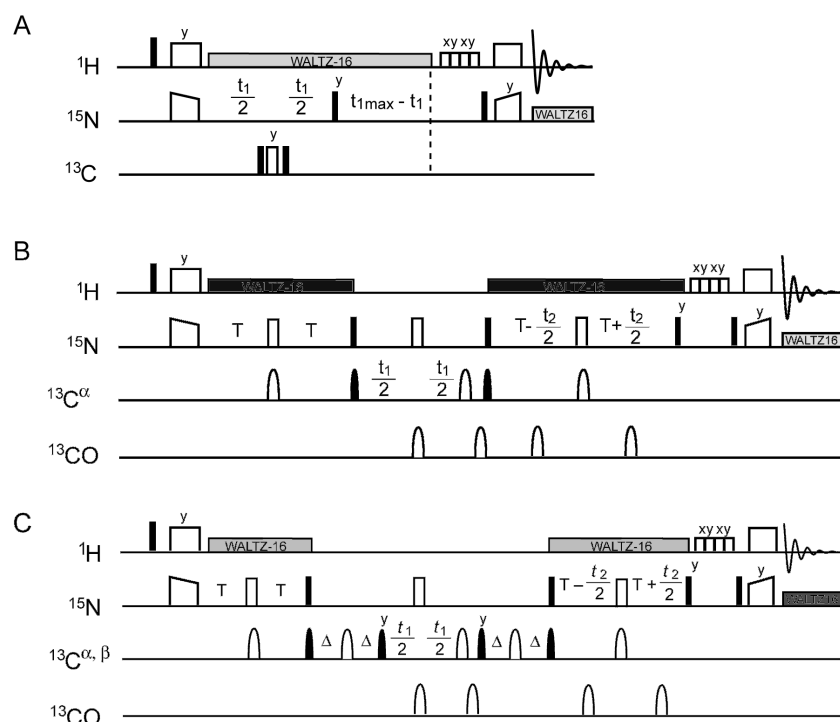 A
y
xy xy
¹H
WALTZ-16
t₁/2 t₁/2 y t₁max - t₁ y
¹⁵N
WALTZ16
y
¹³C
B
y
xy xy
¹H
WALTZ-16 WALTZ-16
T T T- t₂/2 T+ t₂/2 y y
¹⁵N
WALTZ16
t₁/2 t₁/2
¹³Cα
¹³CO
C
y
xy xy
¹H
WALTZ-16 WALTZ-16
T T T- t₂/2 T+ t₂/2 y y
¹⁵N
WALTZ16
Δ Δ y t₁/2 t₁/2 y Δ Δ
¹³Cα, β
¹³CO